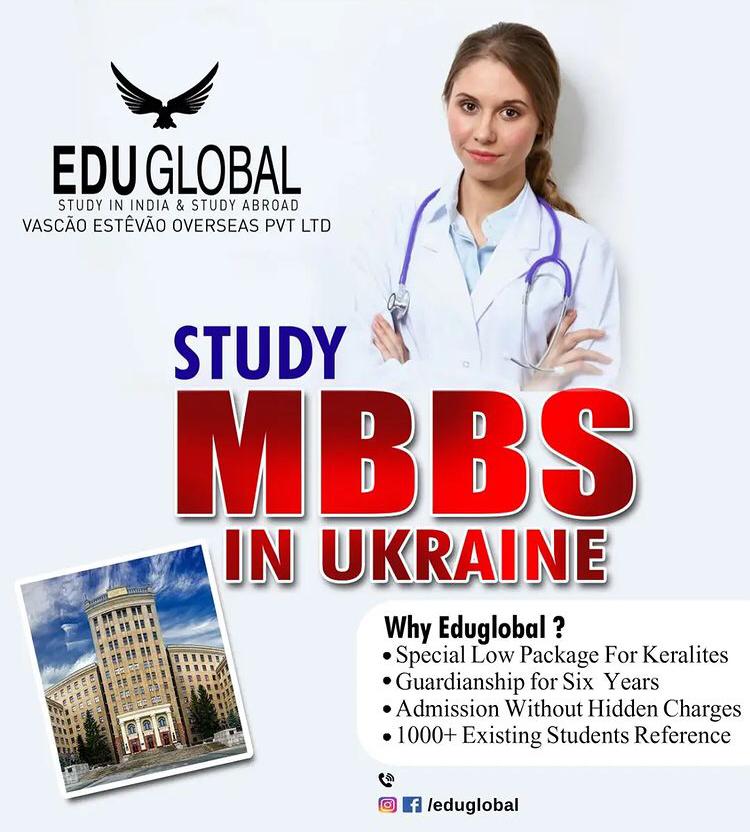 EDU GLOBAL
STUDY IN INDIA & STUDY ABROAD
VASCÃO ESTÊVÃO OVERSEAS PVT LTD
STUDY
MBBS
IN UKRAINE
Why Eduglobal ?
• Special Low Package For Keralites
• Guardianship for Six Years
• Admission Without Hidden Charges
• 1000+ Existing Students Reference
/eduglobal